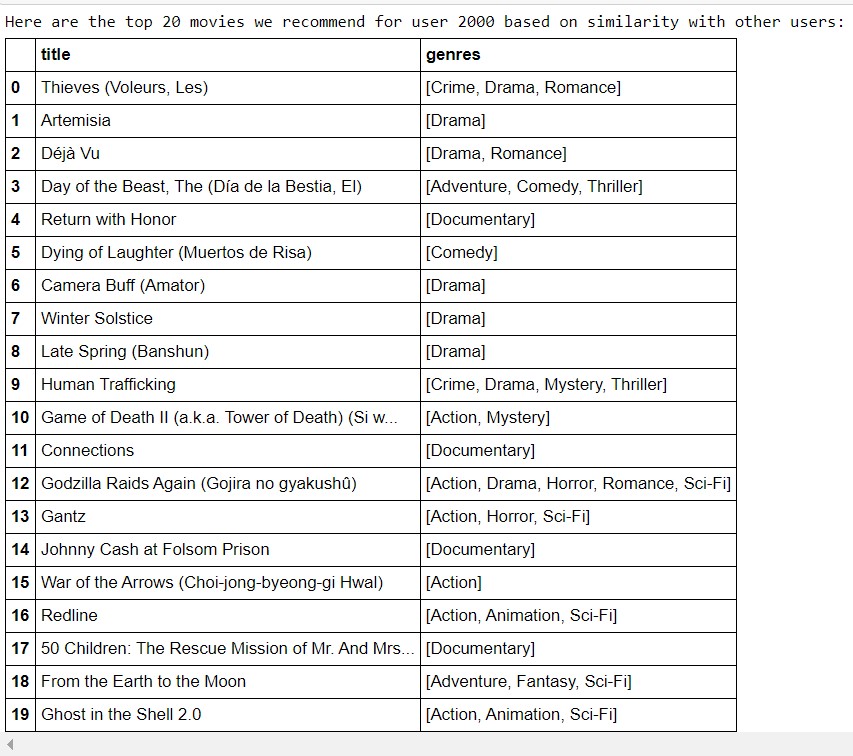 Here are the top 20 movies we recommend for user 2000 based on similarity with other users:
title genres
0 Thieves (Voleurs, Les) [Crime, Drama, Romance]
1 Artemisia [Drama]
2 Déjà Vu [Drama, Romance]
3 Day of the Beast, The (Día de la Bestia, El) [Adventure, Comedy, Thriller]
4 Return with Honor [Documentary]
5 Dying of Laughter (Muertos de Risa) [Comedy]
6 Camera Buff (Amator) [Drama]
7 Winter Solstice [Drama]
8 Late Spring (Banshun) [Drama]
9 Human Trafficking [Crime, Drama, Mystery, Thriller]
10 Game of Death II (a.k.a. Tower of Death) (Si w... [Action, Mystery]
11 Connections [Documentary]
12 Godzilla Raids Again (Gojira no gyakushû) [Action, Drama, Horror, Romance, Sci-Fi]
13 Gantz [Action, Horror, Sci-Fi]
14 Johnny Cash at Folsom Prison [Documentary]
15 War of the Arrows (Choi-jong-byeong-gi Hwal) [Action]
16 Redline [Action, Animation, Sci-Fi]
17 50 Children: The Rescue Mission of Mr. And Mrs... [Documentary]
18 From the Earth to the Moon [Adventure, Fantasy, Sci-Fi]
19 Ghost in the Shell 2.0 [Action, Animation, Sci-Fi]